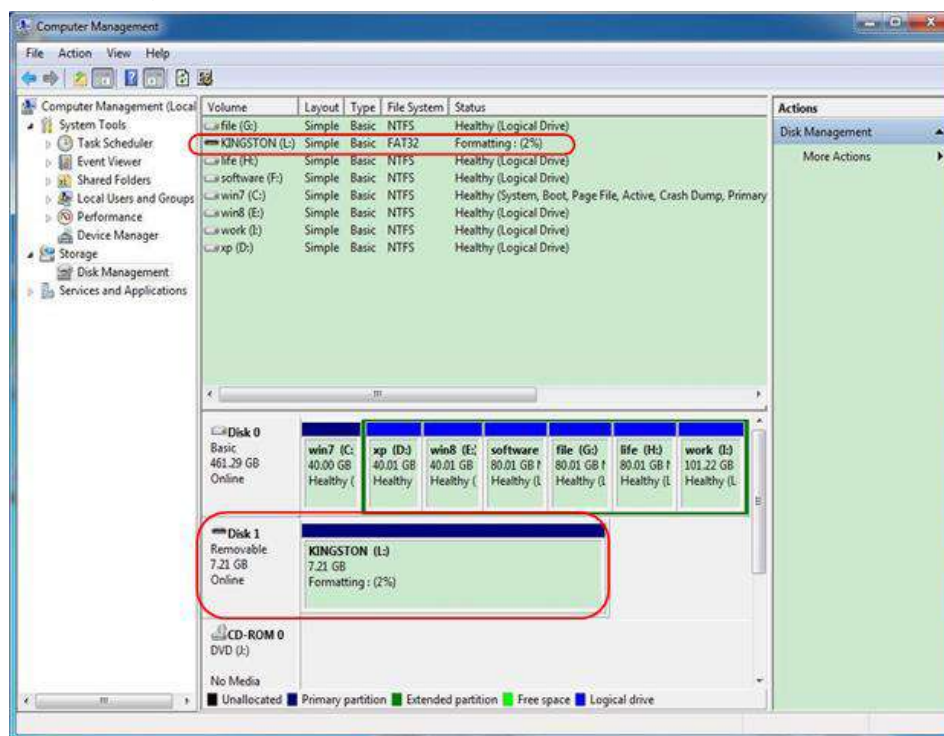 Computer Management
File Action View Help
Computer Management (Local
System Tools
Task Scheduler
Event Viewer
Shared Folders
Local Users and Groups
Performance
Device Manager
Storage
Disk Management
Services and Applications
Volume Layout Type File System Status
file (G:) Simple Basic NTFS Healthy (Logical Drive)
KINGSTON (L:) Simple Basic FAT32 Formatting : (2%)
life (H:) Simple Basic NTFS Healthy (Logical Drive)
software (F:) Simple Basic NTFS Healthy (Logical Drive)
win7 (C:) Simple Basic NTFS Healthy (System, Boot, Page File, Active, Crash Dump, Primary
win8 (E:) Simple Basic NTFS Healthy (Logical Drive)
work (I:) Simple Basic NTFS Healthy (Logical Drive)
xp (D:) Simple Basic NTFS Healthy (Logical Drive)
Actions
Disk Management
More Actions
Disk 0
Basic
461.29 GB
Online
win7 (C: xp (D:) win8 (E: software file (G:) life (H:) work (I:)
40.00 GB 40.01 GB 40.01 GB 80.01 GB N 80.01 GB N 80.01 GB N 101.22 GB
Healthy ( Healthy Healthy ( Healthy (L Healthy (L Healthy (L Healthy (L
Disk 1
Removable
7.21 GB
Online
KINGSTON (L:)
7.21 GB
Formatting : (2%)
CD-ROM 0
DVD (J:)
No Media
Unallocated Primary partition Extended partition Free space Logical drive